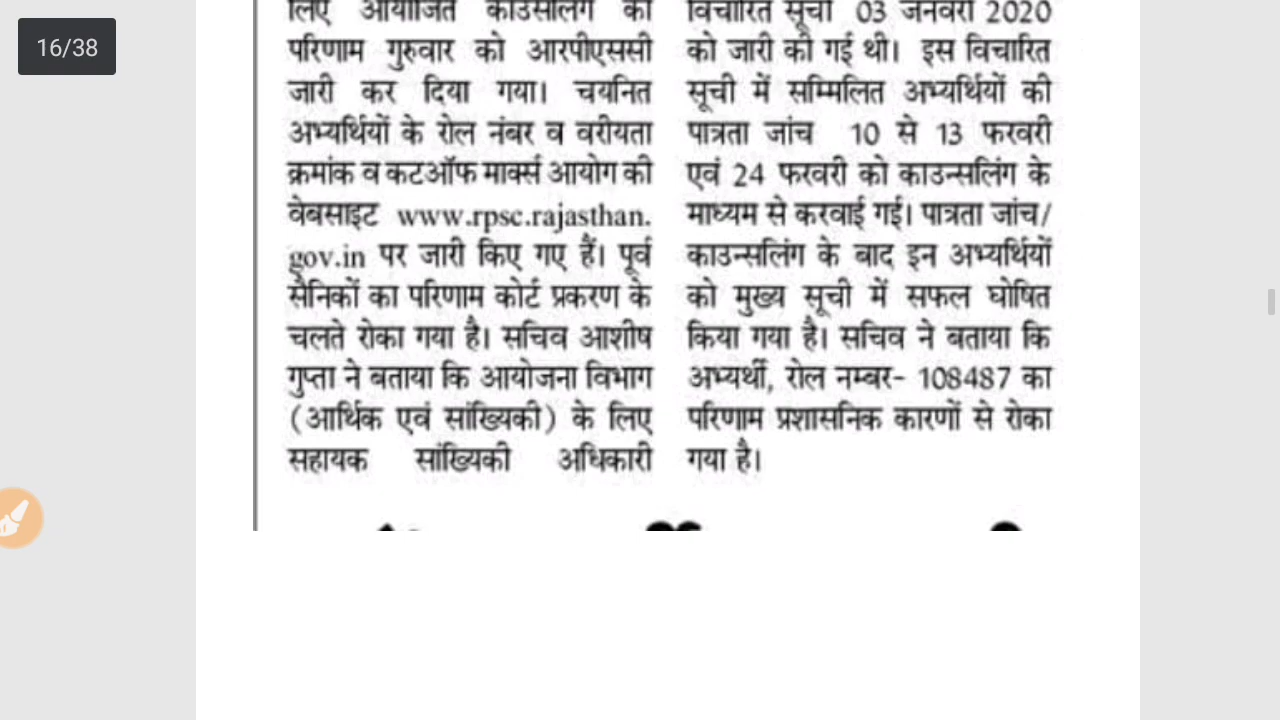 16/38
लिए आयोजित काउंसलिंग का
परिणाम गुरुवार को आरपीएससी
जारी कर दिया गया। चयनित
अभ्यर्थियों के रोल नंबर व वरीयता
क्रमांक व कटऑफ मार्क्स आयोग की
वेबसाइट www.rpsc.rajasthan.
gov.in पर जारी किए गए हैं। पूर्व
सैनिकों का परिणाम कोर्ट प्रकरण के
चलते रोका गया है। सचिव आशीष
गुप्ता ने बताया कि आयोजना विभाग
(आर्थिक एवं सांख्यिकी) के लिए
सहायक सांख्यिकी अधिकारी
विचारित सूची 03 जनवरी 2020
को जारी की गई थी। इस विचारित
सूची में सम्मिलित अभ्यर्थियों की
पात्रता जांच 10 से 13 फरवरी
एवं 24 फरवरी को काउन्सलिंग के
माध्यम से करवाई गई। पात्रता जांच/
काउन्सलिंग के बाद इन अभ्यर्थियों
को मुख्य सूची में सफल घोषित
किया गया है। सचिव ने बताया कि
अभ्यर्थी, रोल नम्बर- 108487 का
परिणाम प्रशासनिक कारणों से रोका
गया है।